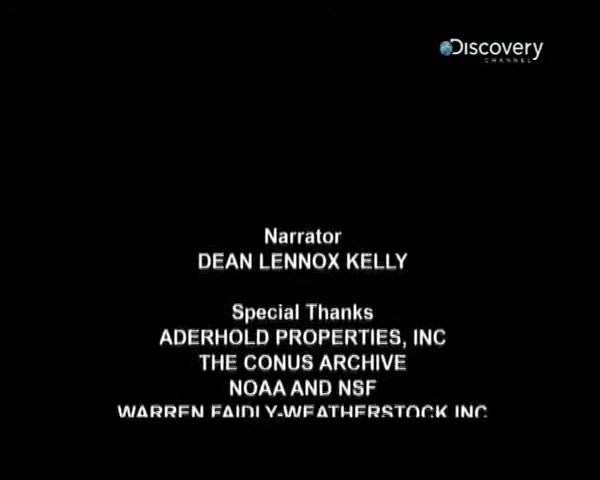 Discovery
CHANNEL
Narrator
DEAN LENNOX KELLY
Special Thanks
ADERHOLD PROPERTIES, INC
THE CONUS ARCHIVE
NOAA AND NSF
WARREN FAIDLY-WEATHERSTOCK INC